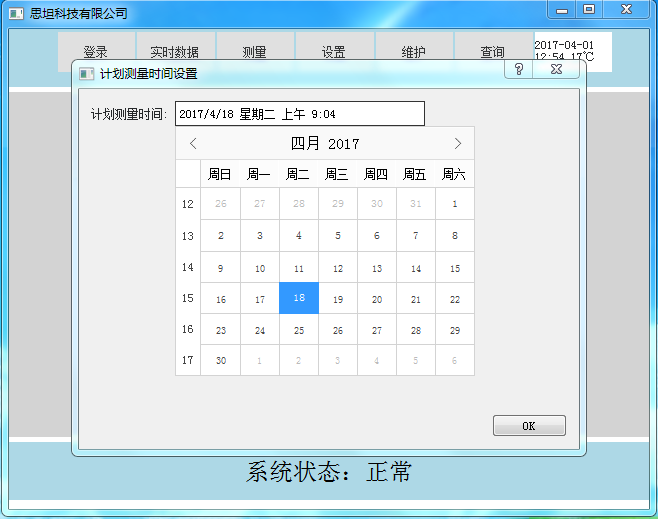 思坦科技有限公司
登录 实时数据 测量 设置 维护 查询 2017-04-01
12:54 17℃
计划测量时间设置
计划测量时间: 2017/4/18 星期二 上午 9:04
四月 2017
周日 周一 周二 周三 周四 周五 周六
12 26 27 28 29 30 31 1
13 2 3 4 5 6 7 8
14 9 10 11 12 13 14 15
15 16 17 18 19 20 21 22
16 23 24 25 26 27 28 29
17 30 1 2 3 4 5 6
OK
系统状态: 正常